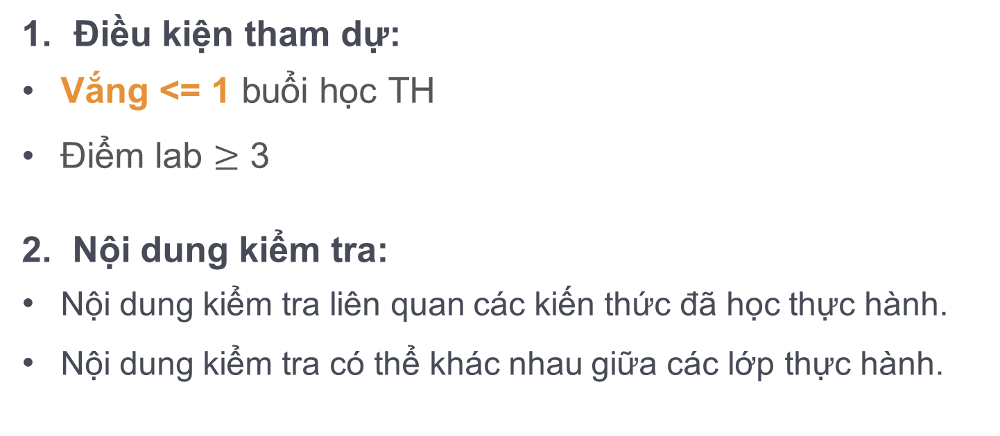 1. Điều kiện tham dự:
• Vắng <= 1 buổi học TH
• Điểm lab ≥ 3
2. Nội dung kiểm tra:
• Nội dung kiểm tra liên quan các kiến thức đã học thực hành.
• Nội dung kiểm tra có thể khác nhau giữa các lớp thực hành.